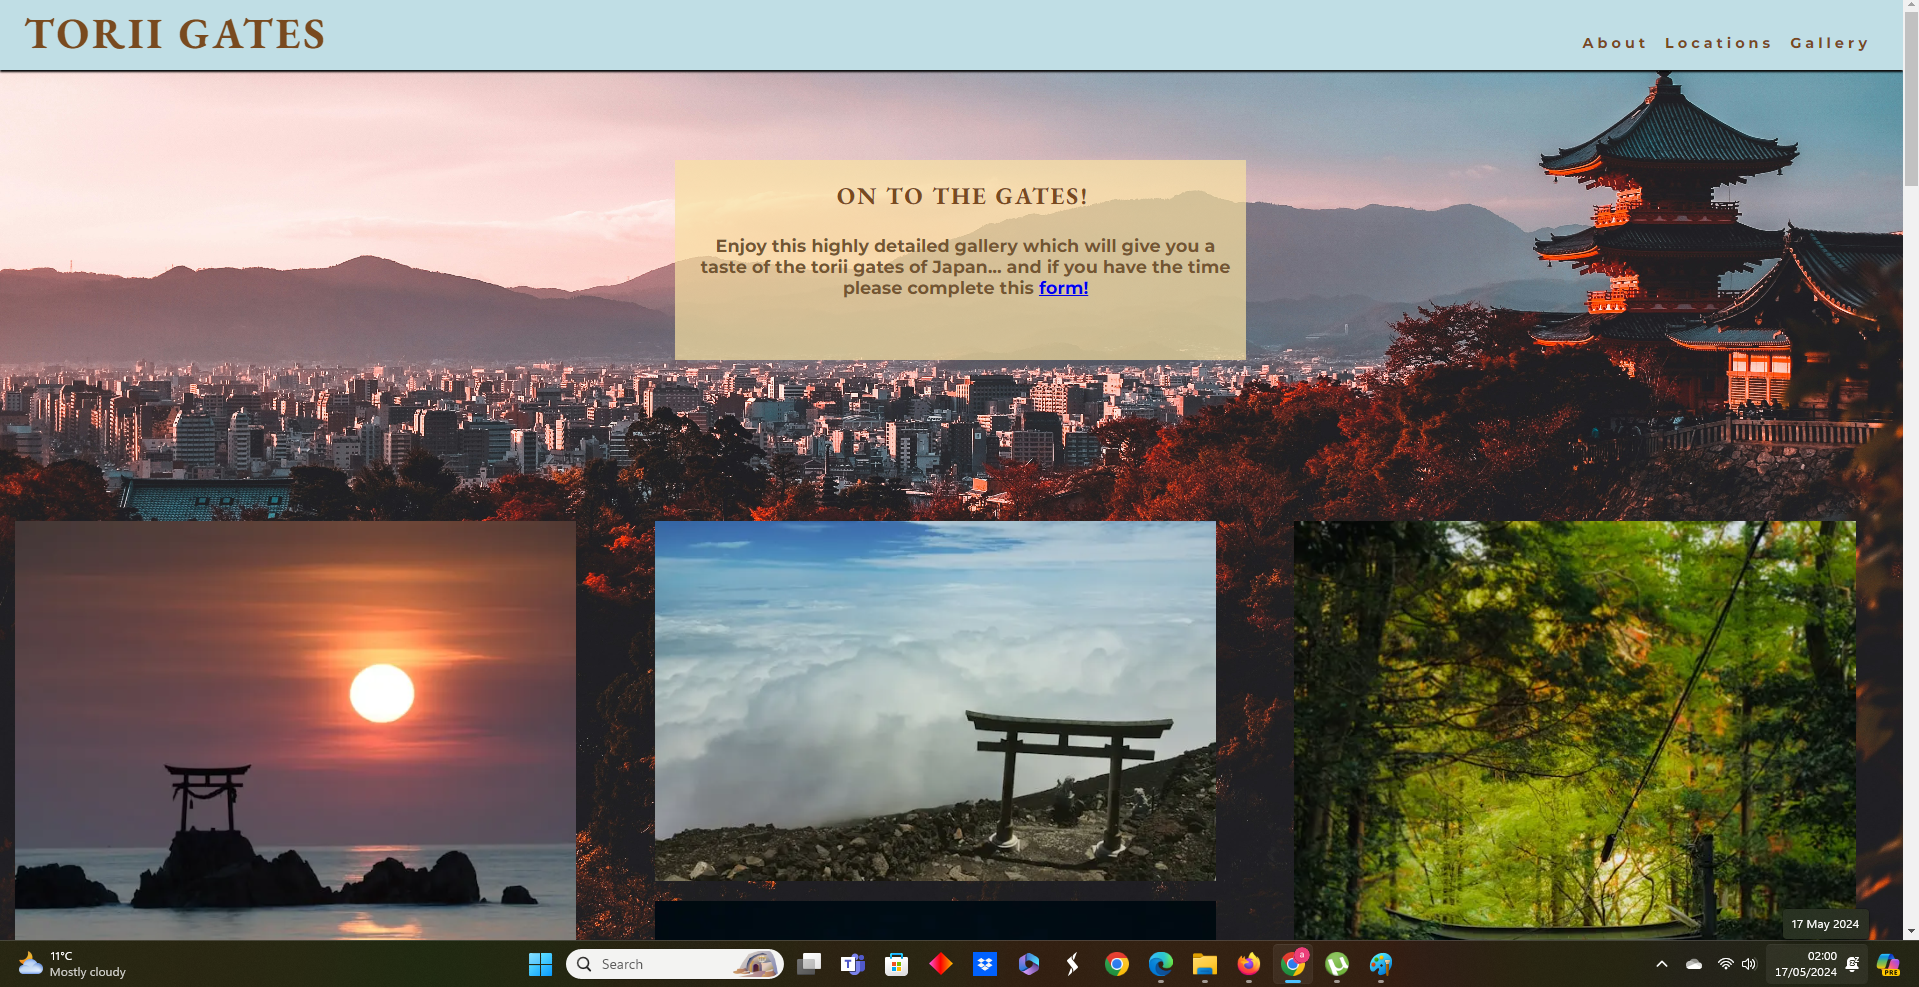 TORII GATES
About Locations Gallery
ON TO THE GATES!
Enjoy this highly detailed gallery which will give you a
taste of the torii gates of Japan... and if you have the time
please complete this form!
17 May 2024
11°C
Mostly cloudy
Search
T
a
02:00
17/05/2024
PRE